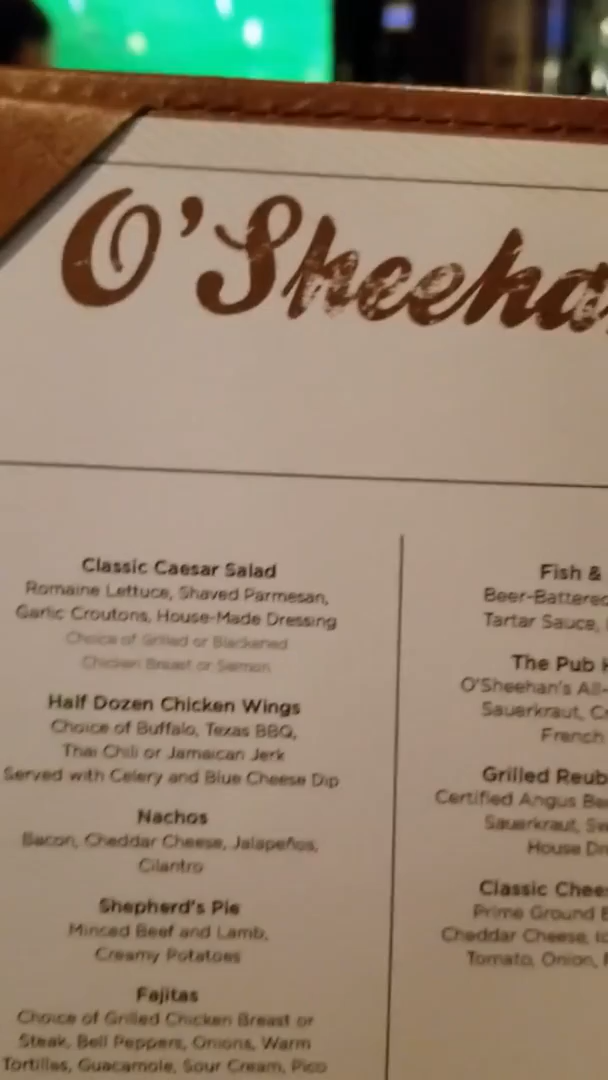 O'Sheeha
Classic Caesar Salad
Romaine Lettuce, Shaved Parmesan,
Garlic Croutons, House-Made Dressing
Choice of Grilled or Blackened
Chicken Breast or Salmon
Half Dozen Chicken Wings
Choice of Buffalo, Texas BBQ,
Thai Chili or Jamaican Jerk
Served with Celery and Blue Cheese Dip
Nachos
Bacon, Cheddar Cheese, Jalapeños,
Cilantro
Shepherd's Pie
Minced Beef and Lamb,
Creamy Potatoes
Fajitas
Choice of Grilled Chicken Breast or
Steak, Bell Peppers, Onions, Warm
Tortillas, Guacamole, Sour Cream, Pico
Fish &
Beer-Battered
Tartar Sauce,
The Pub
O'Sheehan's All-
Sauerkraut,
French
Grilled Reub
Certified Angus Be
Sauerkraut, Sw
House
Classic Chee
Prime Ground
Cheddar Cheese,
Tomato, Onion,